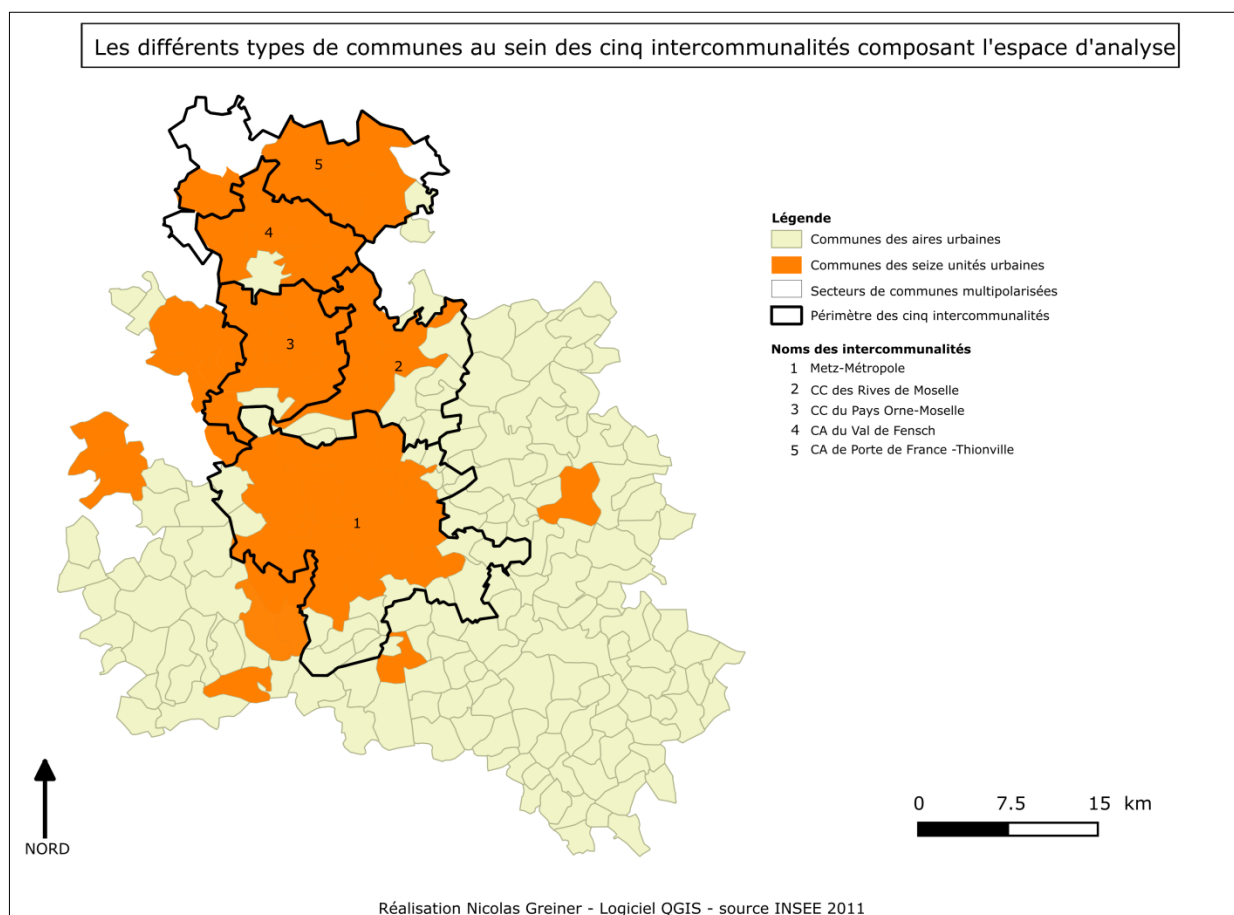 Les différents types de communes au sein des cinq intercommunalités composant l'espace d'analyse
5
4
3
2
1
Légende
Communes des aires urbaines
Communes des seize unités urbaines
Secteurs de communes multipolarisées
Périmètre des cinq intercommunalités
Noms des intercommunalités
1 Metz-Métropole
2 CC des Rives de Moselle
3 CC du Pays Orne-Moselle
4 CA du Val de Fensch
5 CA de Porte de France -Thionville
0 7.5 15 km
NORD
Réalisation Nicolas Greiner - Logiciel QGIS - source INSEE 2011